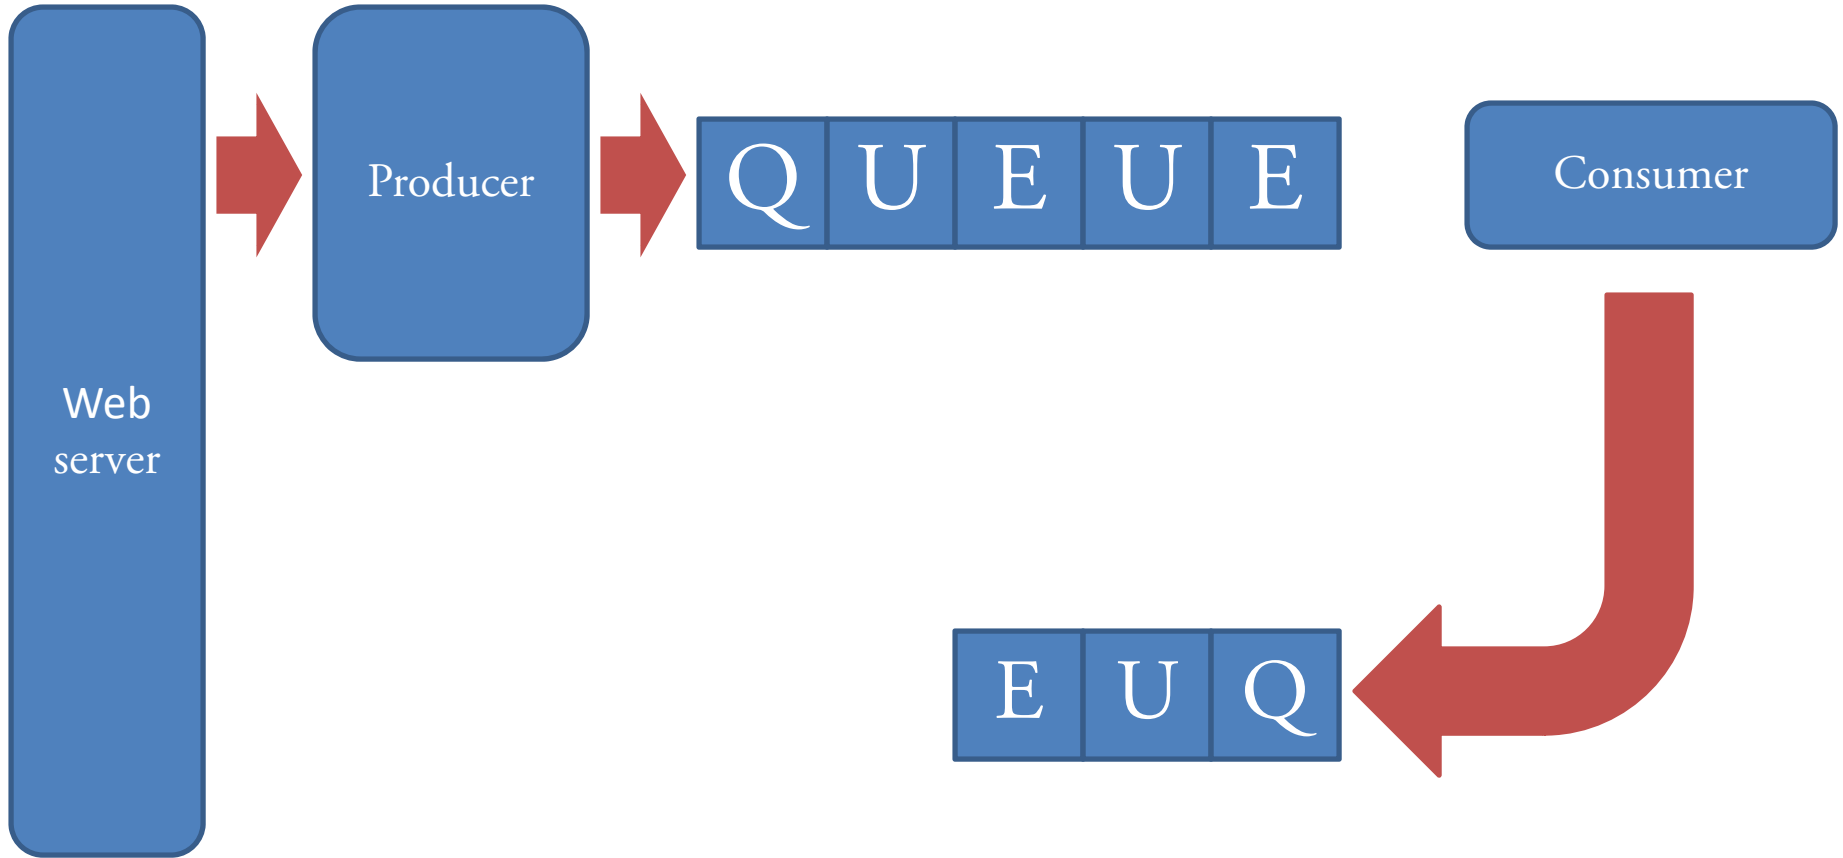 Producer
Q U E U E
Consumer
Web
server
E U Q